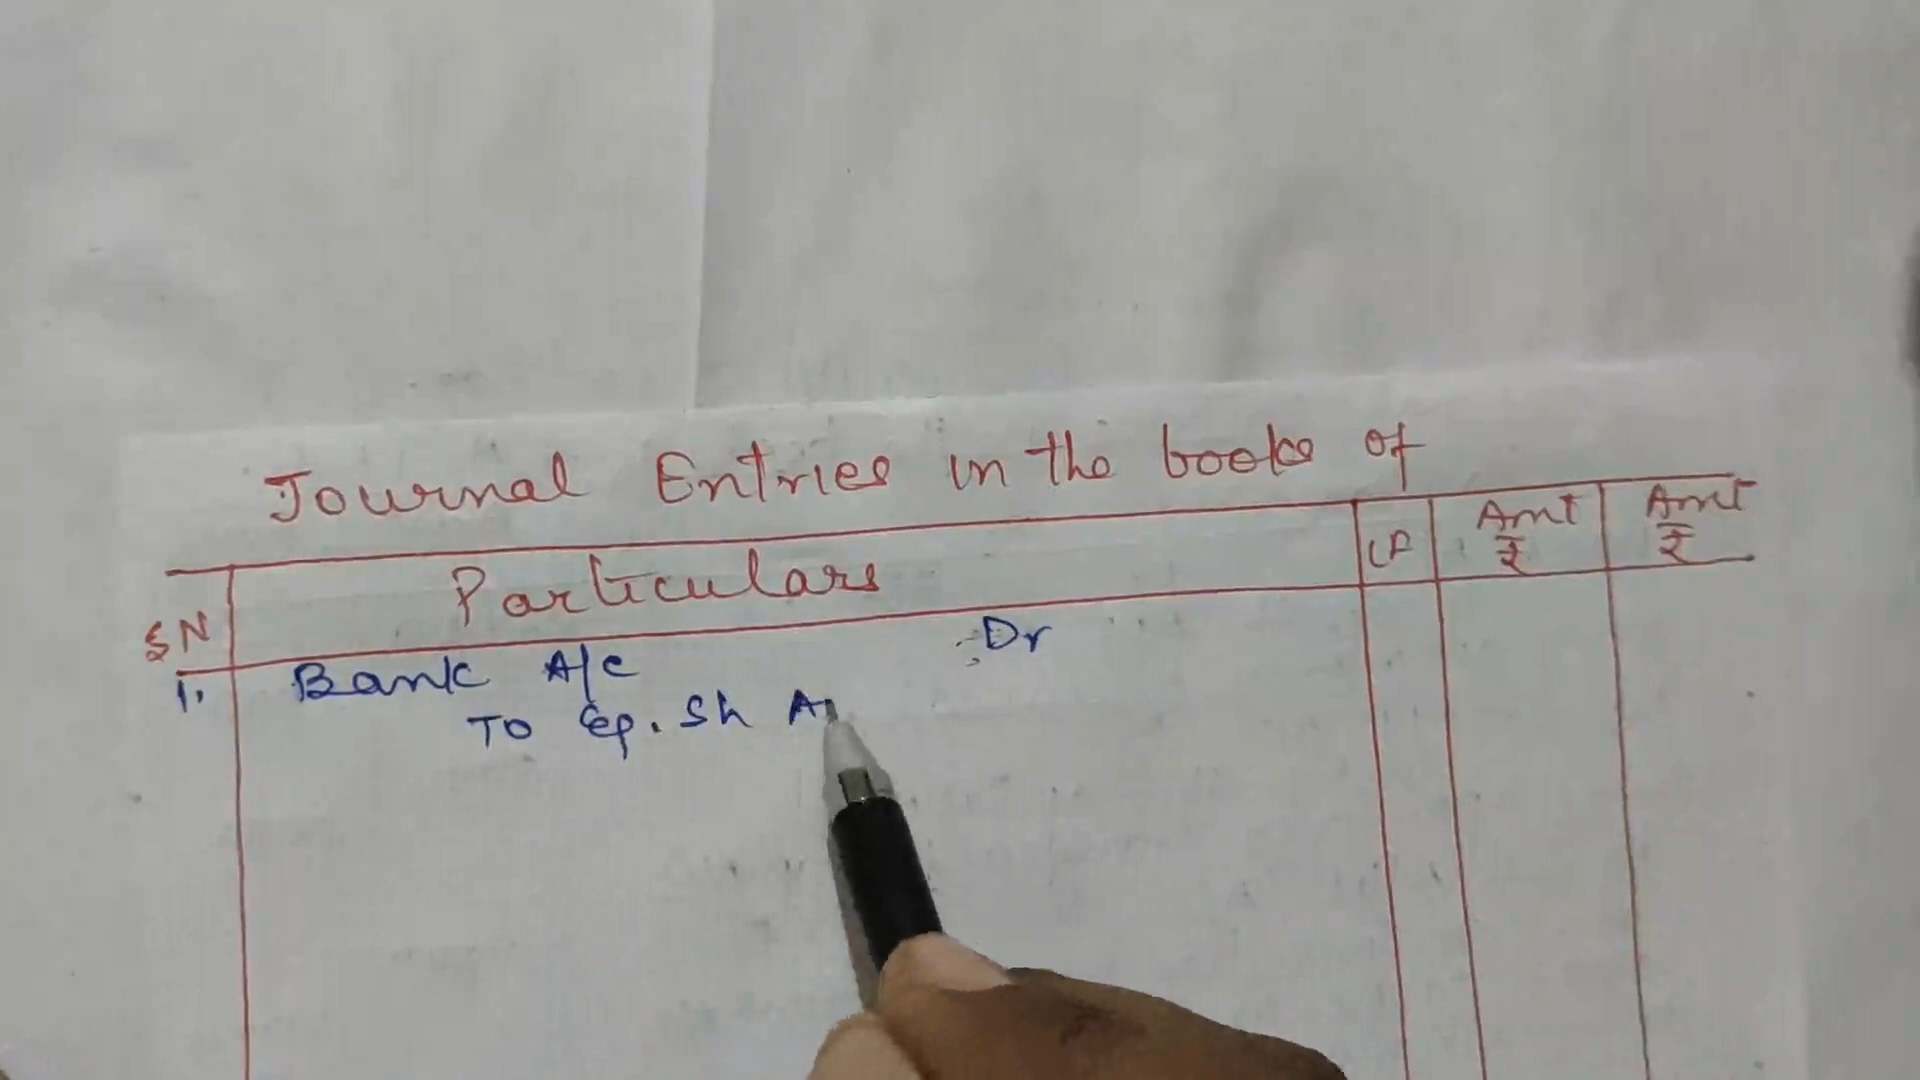 Journal Entries in the books of
SN Particulars LF Amt ₹ Amt ₹
1. Bank A/c Dr
To Eq. Sh